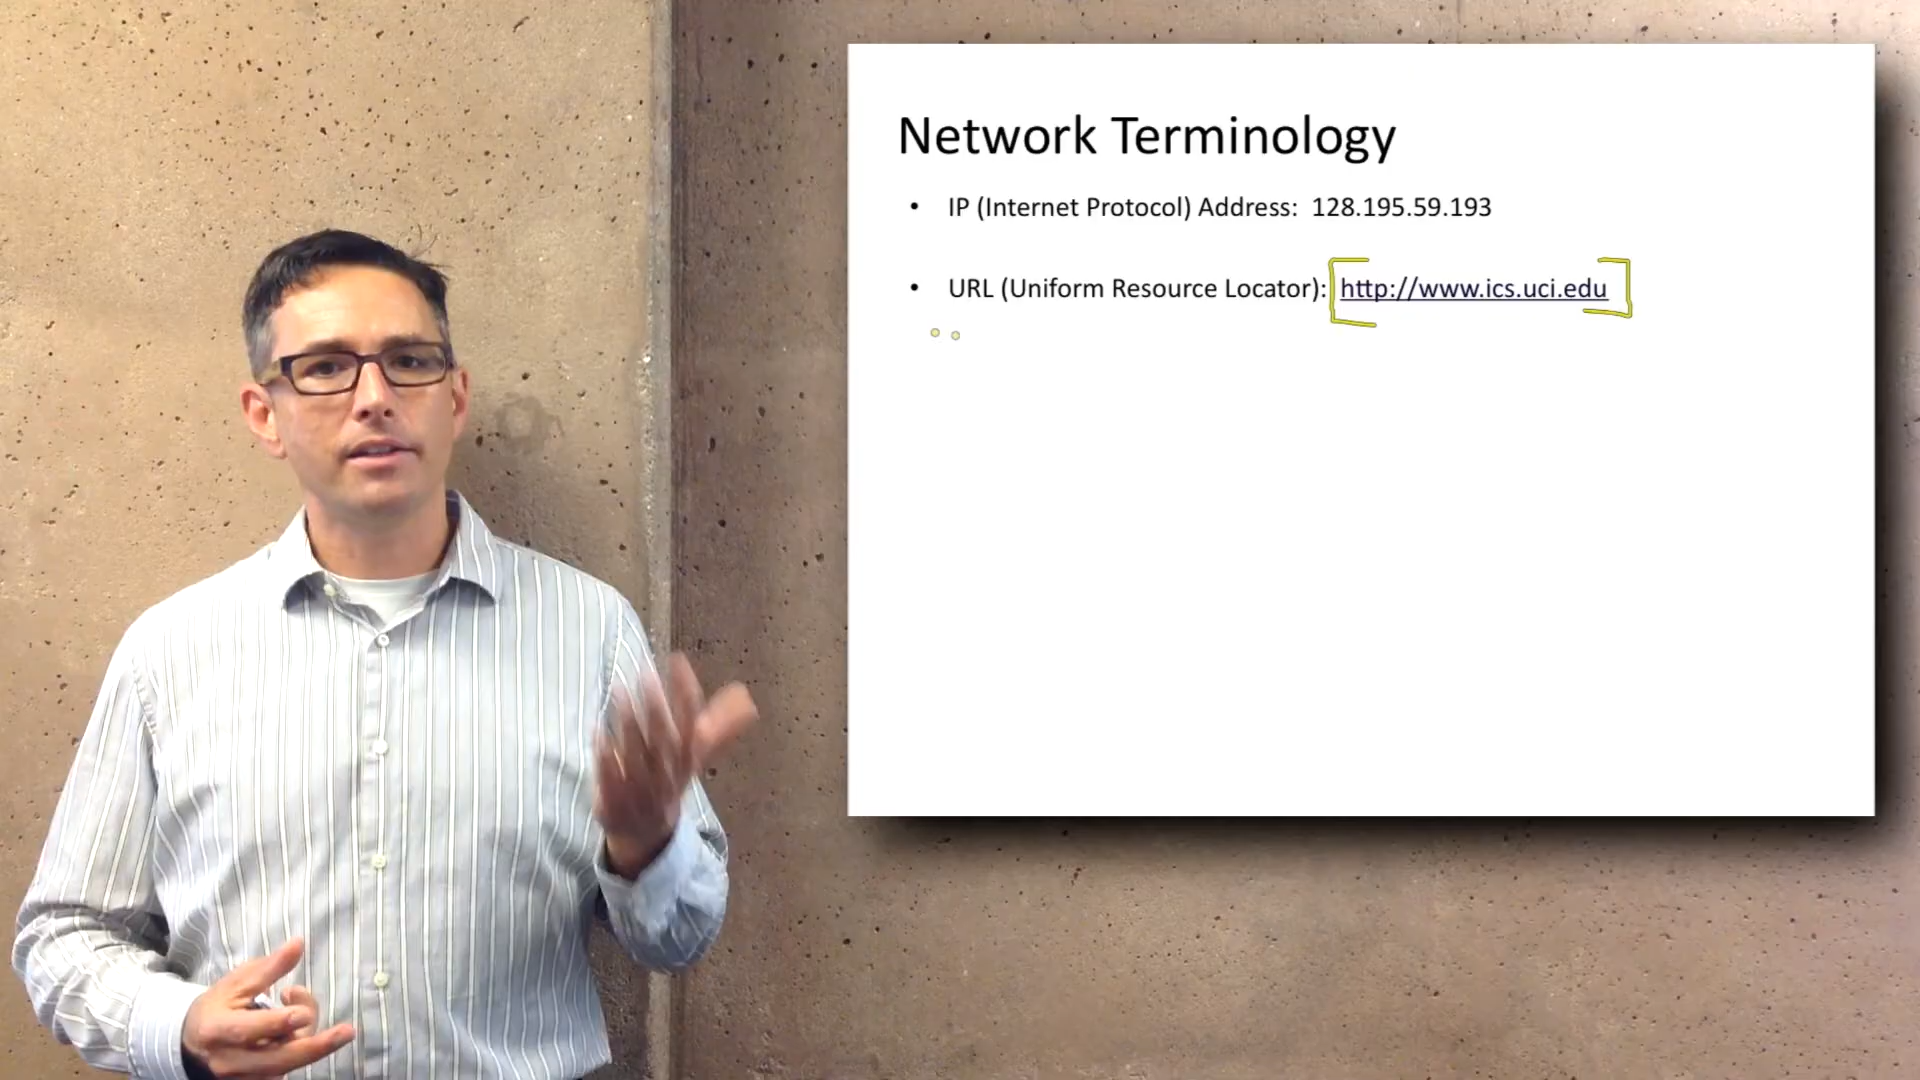 Network Terminology
• IP (Internet Protocol) Address: 128.195.59.193
• URL (Uniform Resource Locator): http://www.ics.uci.edu